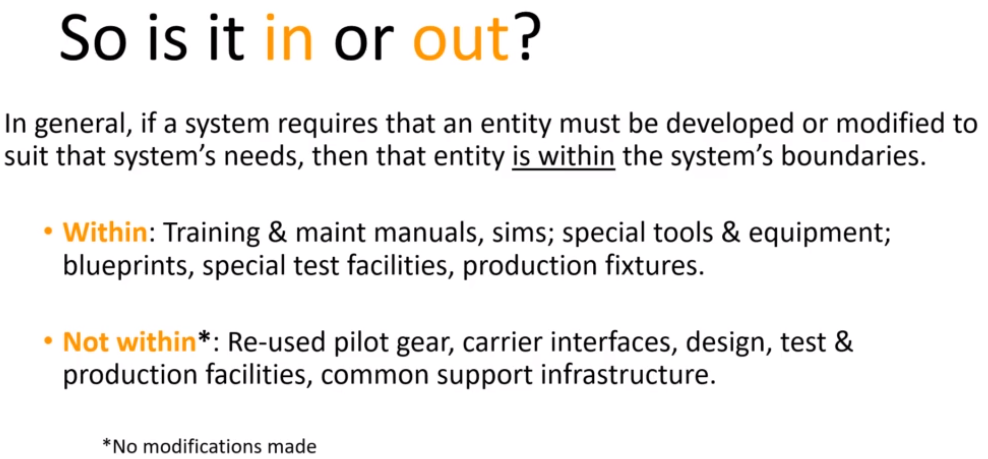 So is it in or out?
In general, if a system requires that an entity must be developed or modified to
suit that system's needs, then that entity is within the system's boundaries.
• Within: Training & maint manuals, sims; special tools & equipment;
blueprints, special test facilities, production fixtures.
• Not within*: Re-used pilot gear, carrier interfaces, design, test &
production facilities, common support infrastructure.
*No modifications made